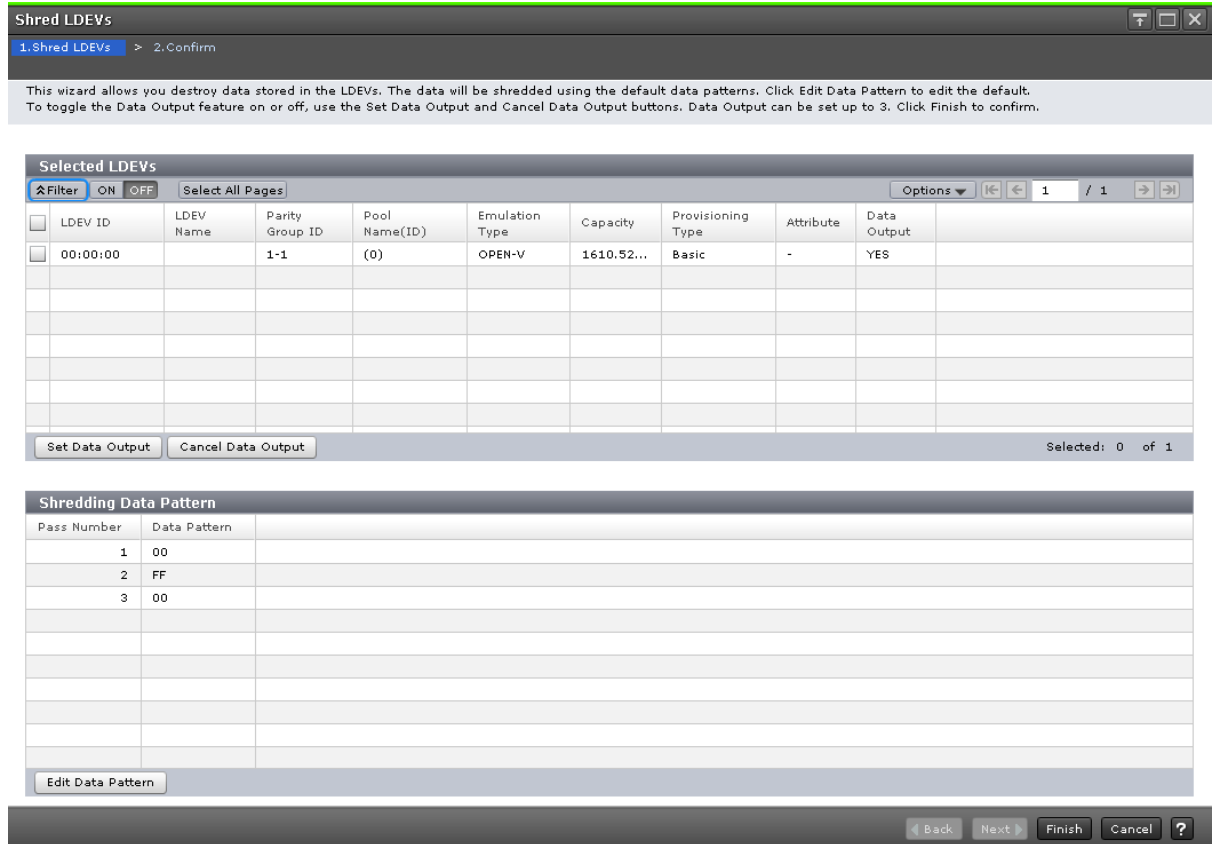 Shred LDEVs
1.Shred LDEVs > 2.Confirm
This wizard allows you destroy data stored in the LDEVs. The data will be shredded using the default data patterns. Click Edit Data Pattern to edit the default.
To toggle the Data Output feature on or off, use the Set Data Output and Cancel Data Output buttons. Data Output can be set up to 3. Click Finish to confirm.
Selected LDEVs
Filter ON OFF Select All Pages Options 1 / 1
LDEV ID LDEV Name Parity Group ID Pool Name(ID) Emulation Type Capacity Provisioning Type Attribute Data Output
00:00:00 1-1 (0) OPEN-V 1610.52... Basic - YES
Set Data Output Cancel Data Output Selected: 0 of 1
Shredding Data Pattern
Pass Number Data Pattern
1 00
2 FF
3 00
Edit Data Pattern
Back Next Finish Cancel ?